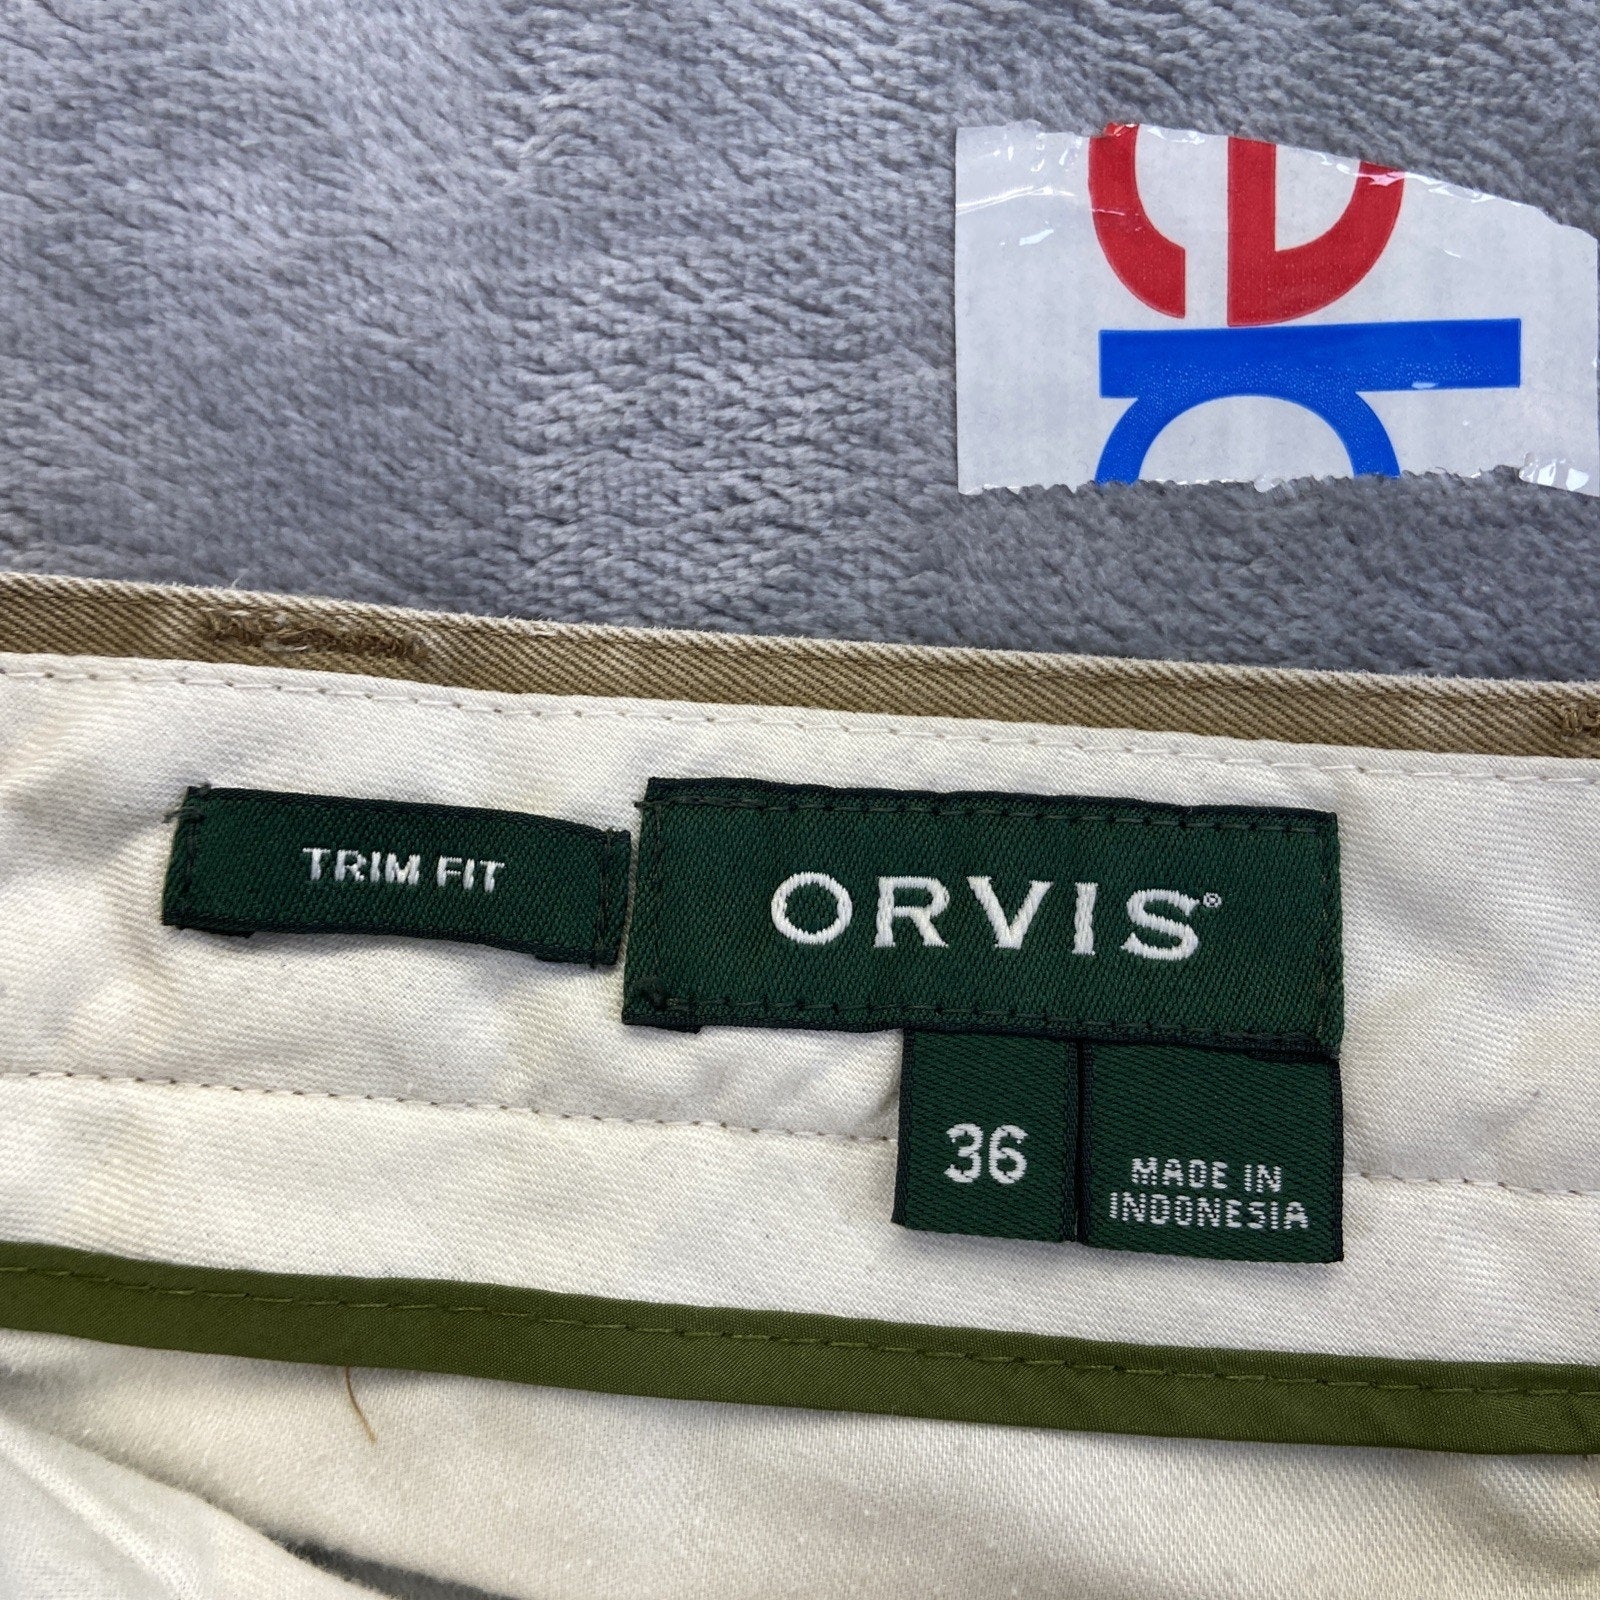 TRIM FIT
ORVIS®
36
MADE IN
INDONESIA